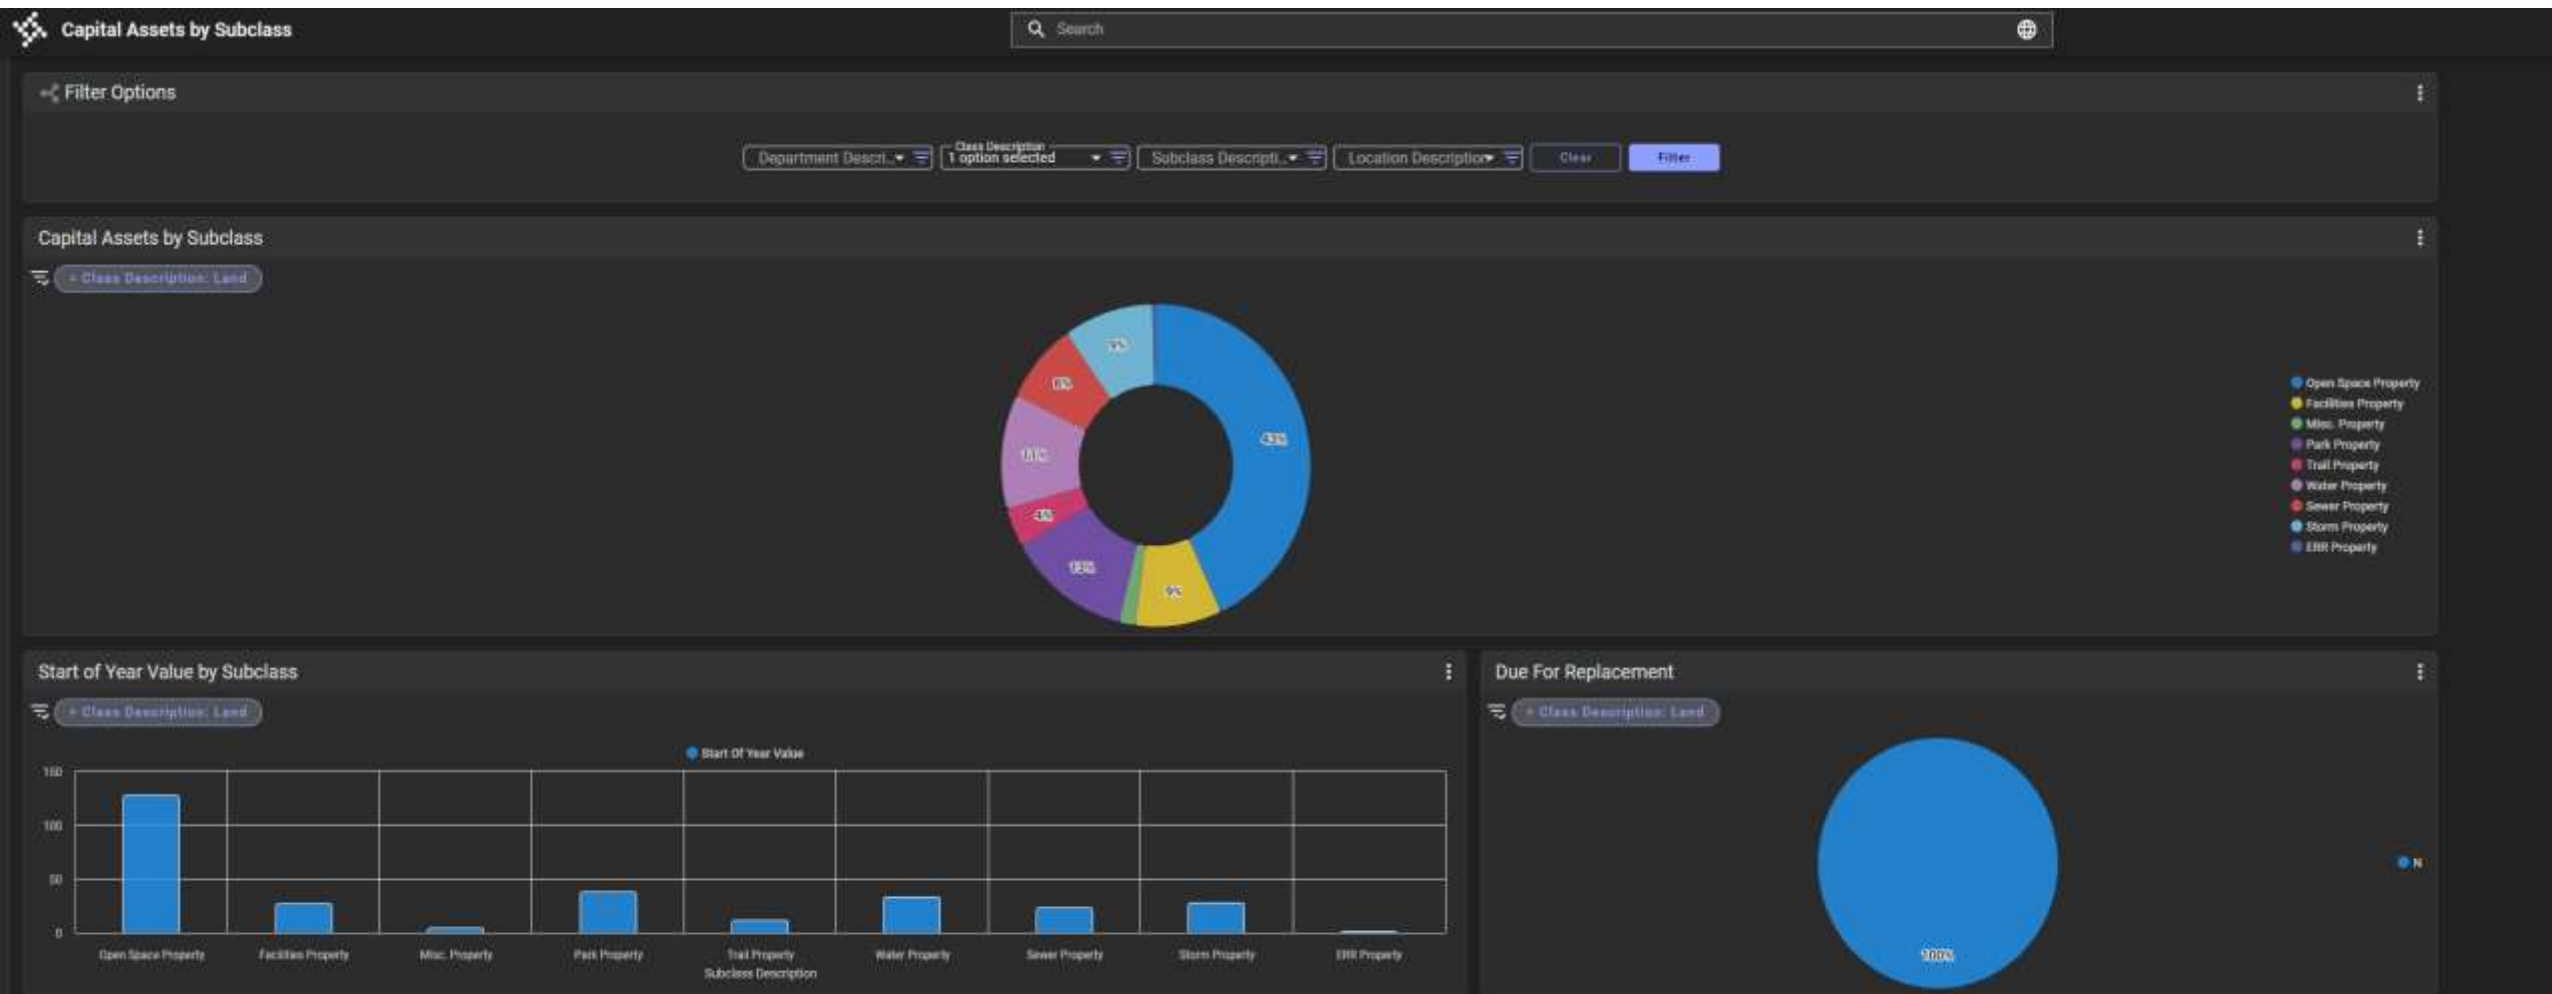 Capital Assets by Subclass
Search
Filter Options
Department Descri...
Class Description
1 option selected
Subclass Descripti...
Location Description
Clear
Filter
Capital Assets by Subclass
Class Description: Land
9%
8%
11%
4%
43%
9%
Open Space Property
Facilities Property
Misc. Property
Park Property
Trail Property
Water Property
Sewer Property
Storm Property
ERR Property
Start of Year Value by Subclass
Class Description: Land
Start Of Year Value
150
100
50
0
Open Space Property
Facilities Property
Misc. Property
Park Property
Trail Property
Water Property
Sewer Property
Storm Property
ERR Property
Subclass Description
Due For Replacement
Class Description: Land
N
100%